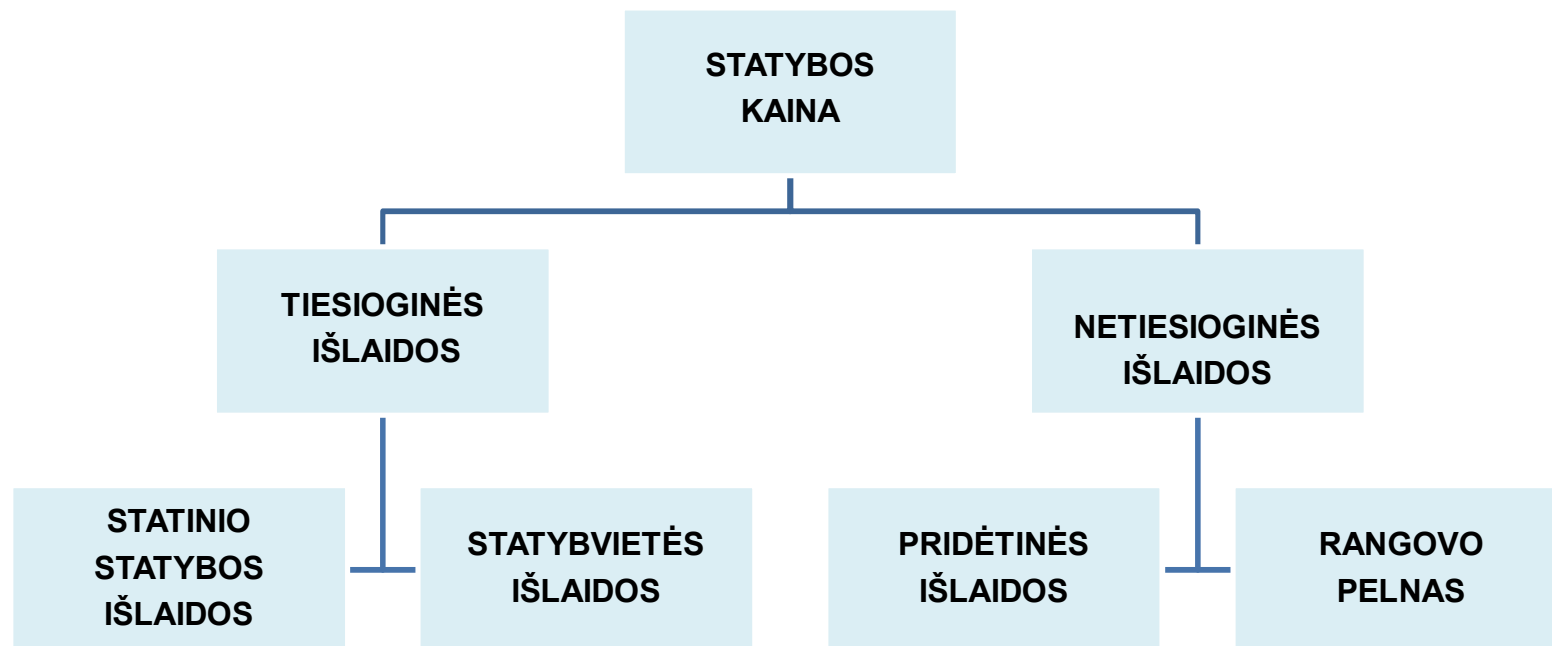 STATYBOS
KAINA
TIESIOGINĖS
IŠLAIDOS
NETIESIOGINĖS
IŠLAIDOS
STATINIO
STATYBOS
IŠLAIDOS
STATYBVIETĖS
IŠLAIDOS
PRIDĖTINĖS
IŠLAIDOS
RANGOVO
PELNAS